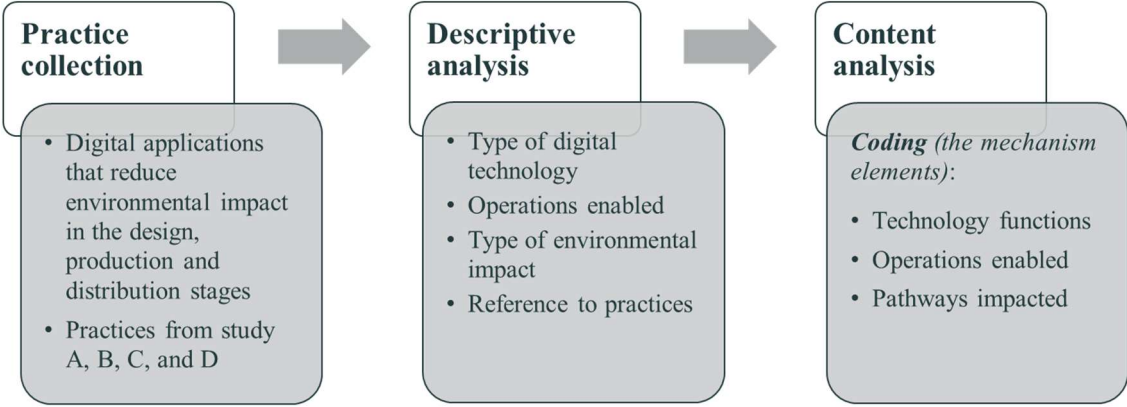 Practice
collection
• Digital applications
that reduce
environmental impact
in the design,
production and
distribution stages
• Practices from study
A, B, C, and D
Descriptive
analysis
• Type of digital
technology
• Operations enabled
• Type of environmental
impact
• Reference to practices
Content
analysis
Coding (the mechanism
elements):
• Technology functions
• Operations enabled
• Pathways impacted